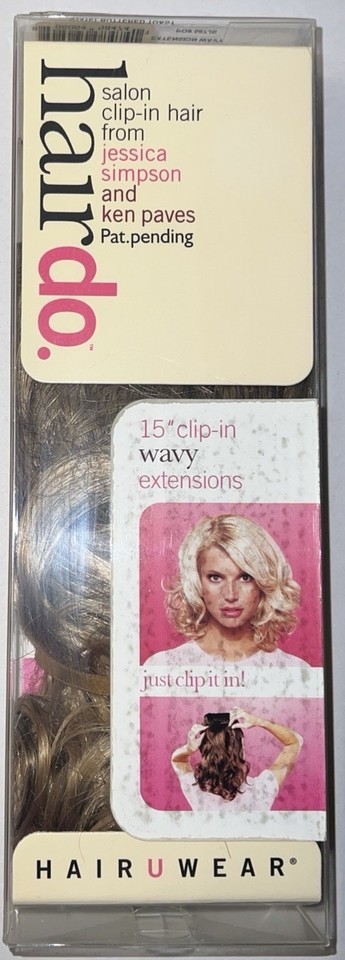 hairdo.™
salon
clip-in hair
from
jessica
simpson
and
ken paves
Pat.pending
15" clip-in
wavy
extensions
just clip it in!
HAIRUWEAR®